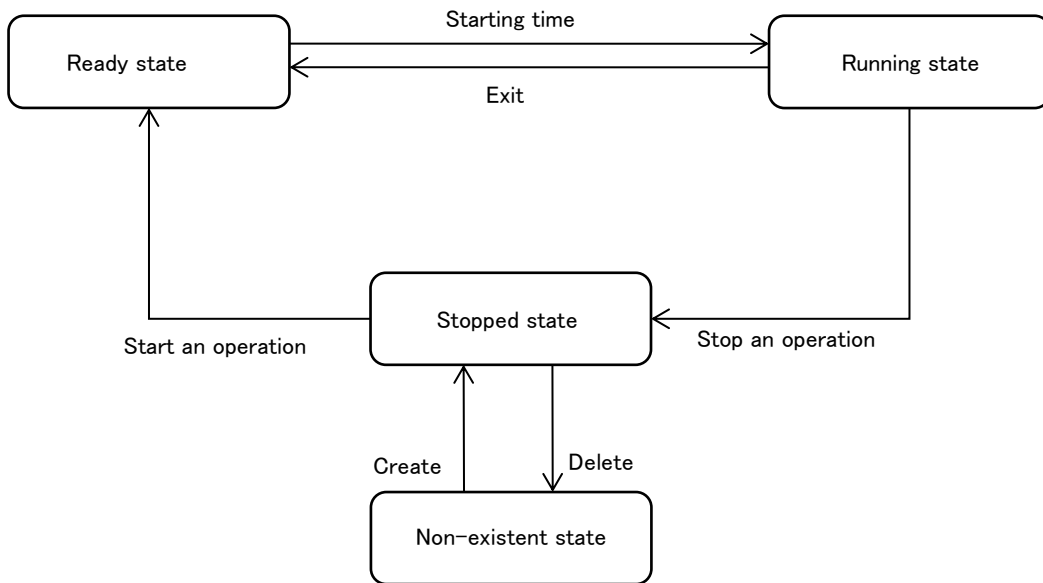 Starting time
Ready state
Running state
Exit
Stopped state
Start an operation
Stop an operation
Create
Delete
Non-existent state